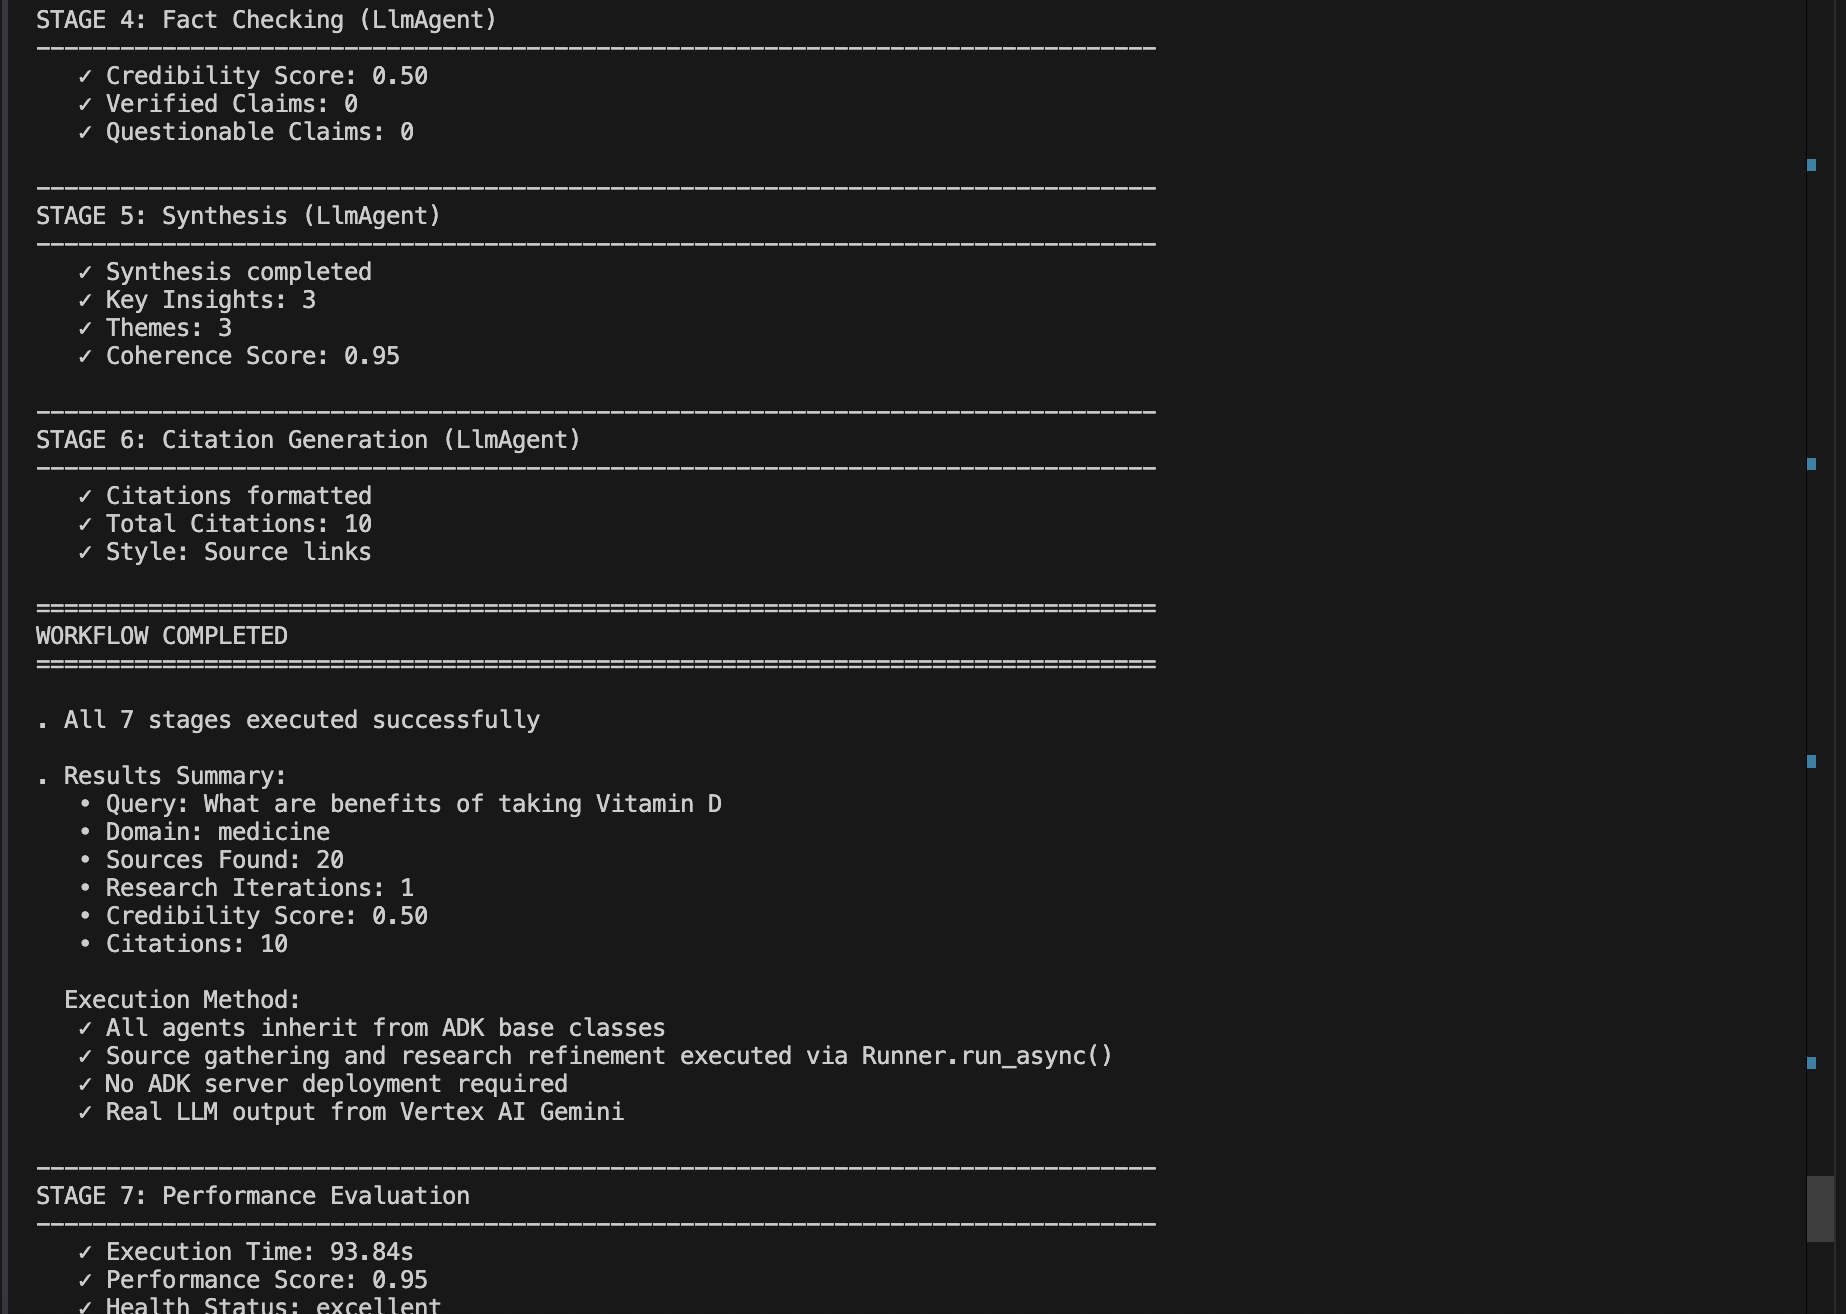 STAGE 4: Fact Checking (LlmAgent)
--------------------------------------------------------------------------------
✓ Credibility Score: 0.50
✓ Verified Claims: 0
✓ Questionable Claims: 0
--------------------------------------------------------------------------------
STAGE 5: Synthesis (LlmAgent)
--------------------------------------------------------------------------------
✓ Synthesis completed
✓ Key Insights: 3
✓ Themes: 3
✓ Coherence Score: 0.95
--------------------------------------------------------------------------------
STAGE 6: Citation Generation (LlmAgent)
--------------------------------------------------------------------------------
✓ Citations formatted
✓ Total Citations: 10
✓ Style: Source links
================================================================================
WORKFLOW COMPLETED
================================================================================
. All 7 stages executed successfully
. Results Summary:
• Query: What are benefits of taking Vitamin D
• Domain: medicine
• Sources Found: 20
• Research Iterations: 1
• Credibility Score: 0.50
• Citations: 10
Execution Method:
✓ All agents inherit from ADK base classes
✓ Source gathering and research refinement executed via Runner.run_async()
✓ No ADK server deployment required
✓ Real LLM output from Vertex AI Gemini
--------------------------------------------------------------------------------
STAGE 7: Performance Evaluation
--------------------------------------------------------------------------------
✓ Execution Time: 93.84s
✓ Performance Score: 0.95
✓ Health Status: excellent